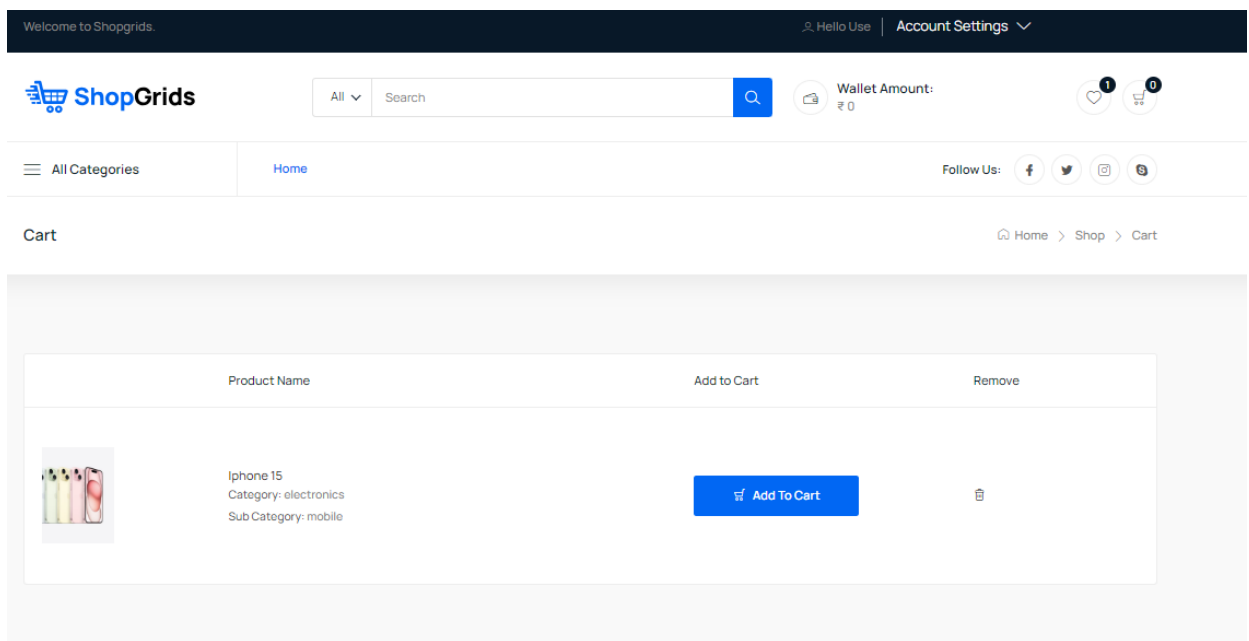 Welcome to Shopgrids.
Hello Use
Account Settings
ShopGrids
All
Search
Wallet Amount:
₹ 0
1
0
All Categories
Home
Follow Us:
Cart
Home > Shop > Cart
Product Name
Add to Cart
Remove
Iphone 15
Category: electronics
Sub Category: mobile
Add To Cart